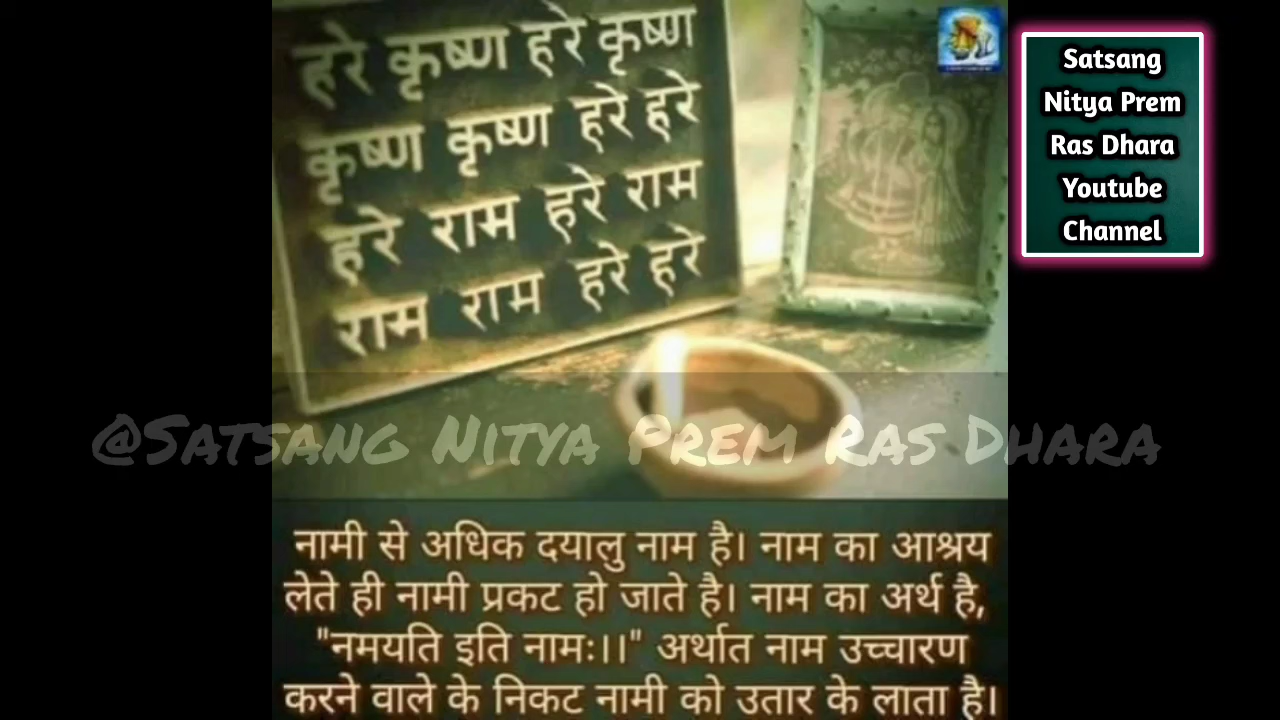 हरे कृष्ण हरे कृष्ण
कृष्ण कृष्ण हरे हरे
हरे राम हरे राम
राम राम हरे हरे
Satsang
Nitya Prem
Ras Dhara
Youtube
Channel
@Satsang Nitya Prem Ras Dhara
नामी से अधिक दयालु नाम है। नाम का आश्रय
लेते ही नामी प्रकट हो जाते है। नाम का अर्थ है,
"नमयति इति नामः।।" अर्थात नाम उच्चारण
करने वाले के निकट नामी को उतार के लाता है।